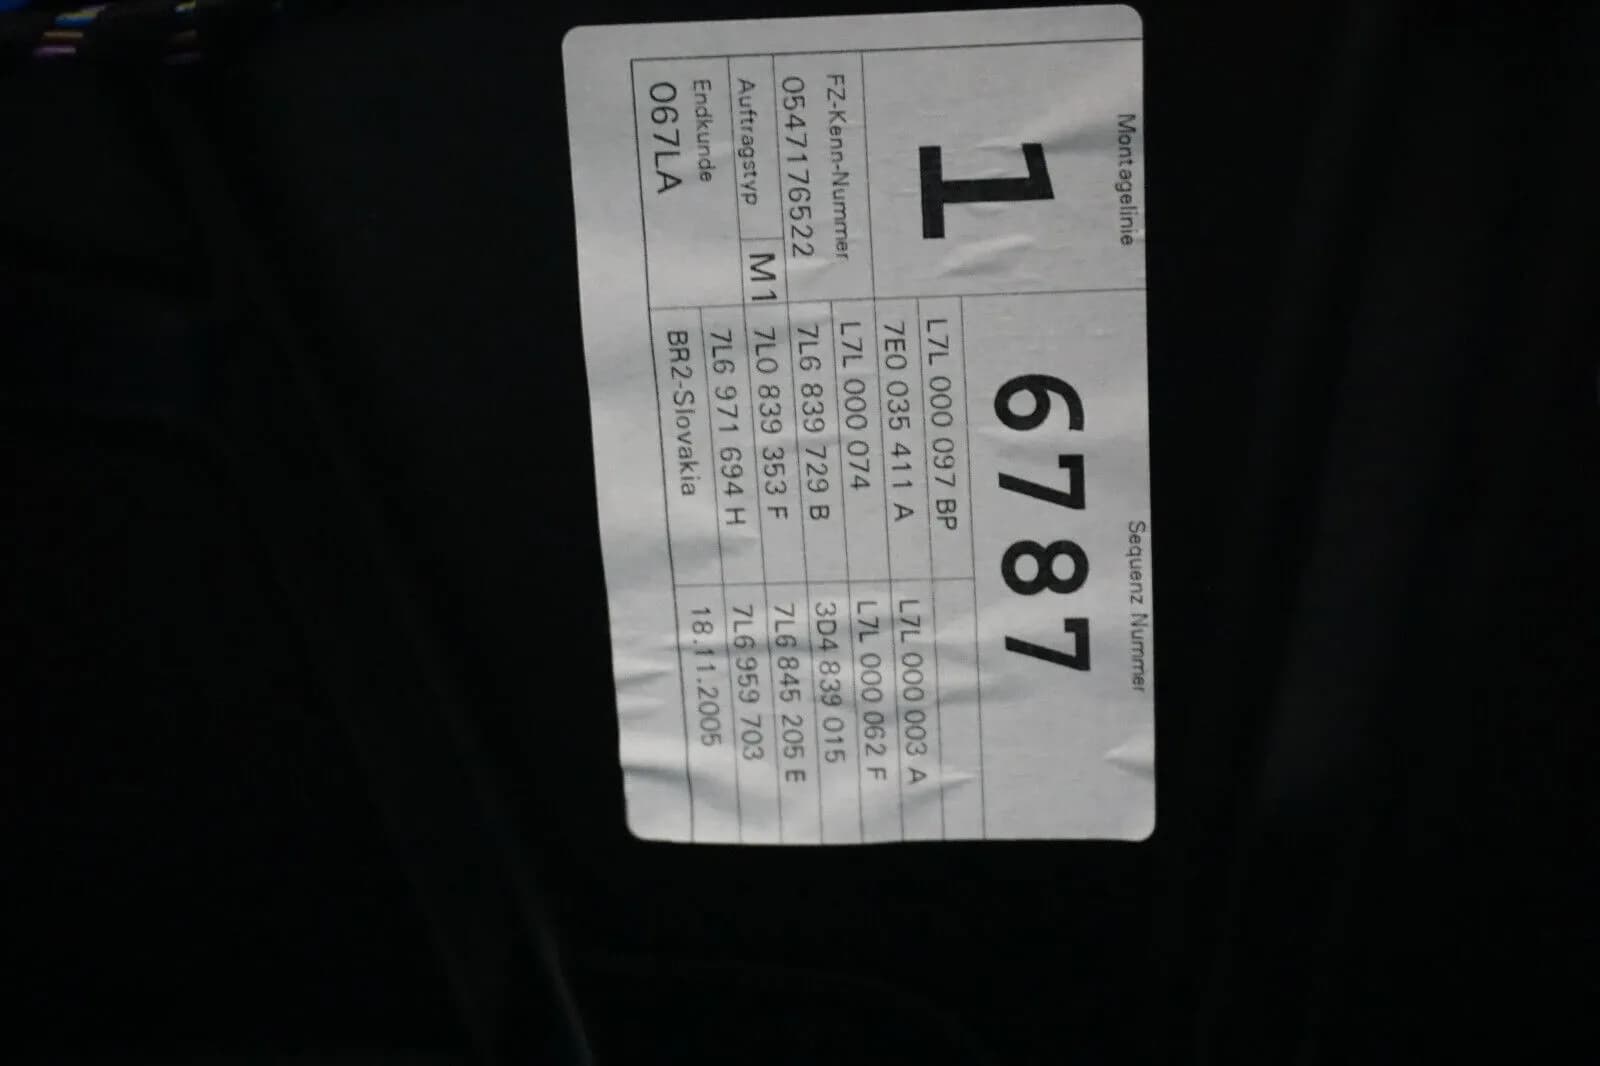 Montagelinie
Sequenz Nummer
1
6787
L7L 000 097 BP
7E0 035 411 A
L7L 000 003 A
FZ-Kenn-Nummer
L7L 000 074
L7L 000 062 F
0547176522
7L6 839 729 B
3D4 839 015
Auftragstyp
M1
7L0 839 353 F
7L6 845 205 E
Endkunde
7L6 971 694 H
7L6 959 703
067LA
BR2-Slovakia
18.11.2005